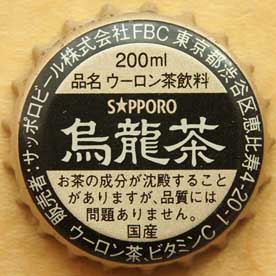 販売者:サッポロビール株式会社FBC 東京都渋谷区恵比寿4-20-1
200ml
品名 ウーロン茶飲料
SAPPORO
烏龍茶
お茶の成分が沈殿すること
がありますが、品質には
問題ありません。
国産
ウーロン茶、ビタミンC